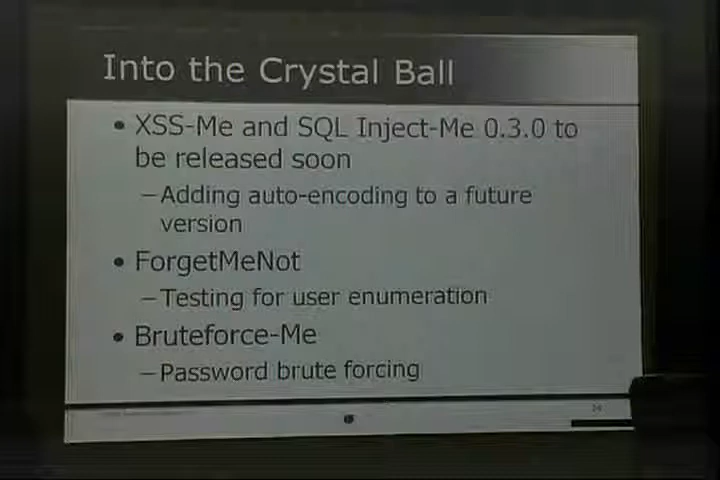 Into the Crystal Ball
• XSS-Me and SQL Inject-Me 0.3.0 to
be released soon
–Adding auto-encoding to a future
version
• ForgetMeNot
–Testing for user enumeration
• Bruteforce-Me
–Password brute forcing